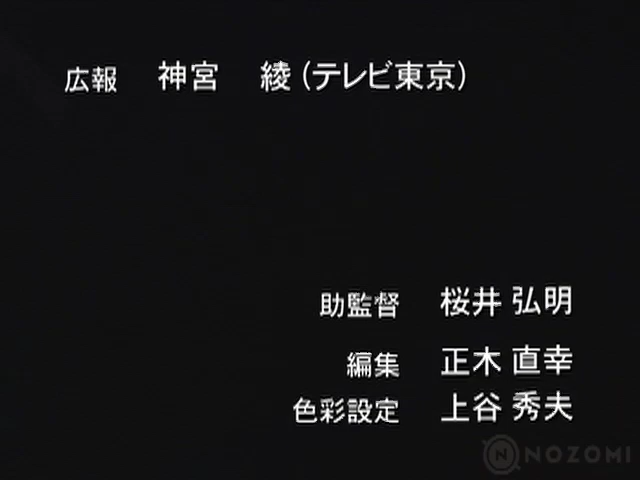 広報 神宮 綾(テレビ東京)
助監督 桜井 弘明
編集 正木 直幸
色彩設定 上谷 秀夫
NOZOMI